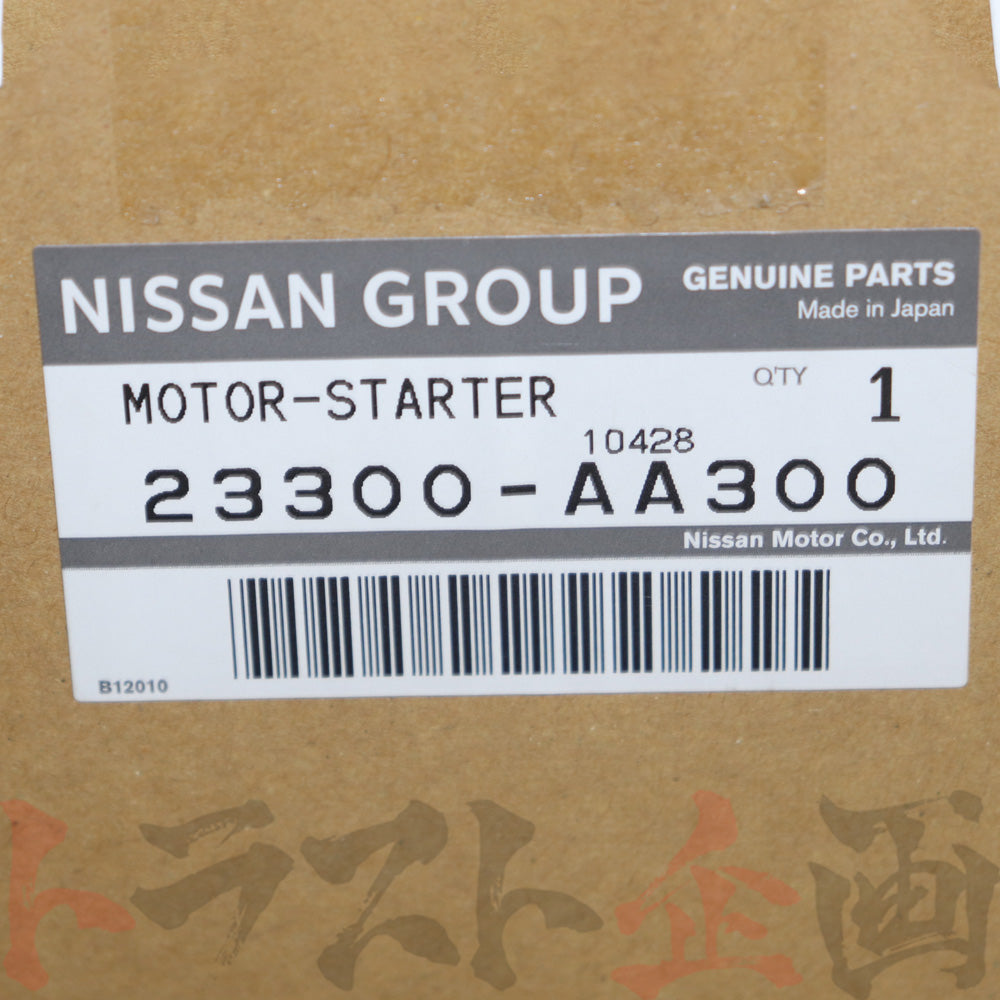 NISSAN GROUP
GENUINE PARTS
Made in Japan
MOTOR-STARTER
Q'TY 1
10428
23300-AA300
Nissan Motor Co., Ltd.
B12010
トラスト企画